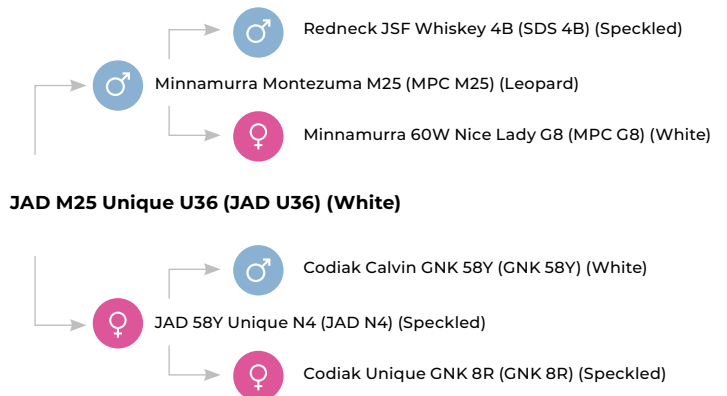 Redneck JSF Whiskey 4B (SDS 4B) (Speckled)
Minnamurra Montezuma M25 (MPC M25) (Leopard)
Minnamurra 60W Nice Lady G8 (MPC G8) (White)
JAD M25 Unique U36 (JAD U36) (White)
Codiak Calvin GNK 58Y (GNK 58Y) (White)
JAD 58Y Unique N4 (JAD N4) (Speckled)
Codiak Unique GNK 8R (GNK 8R) (Speckled)